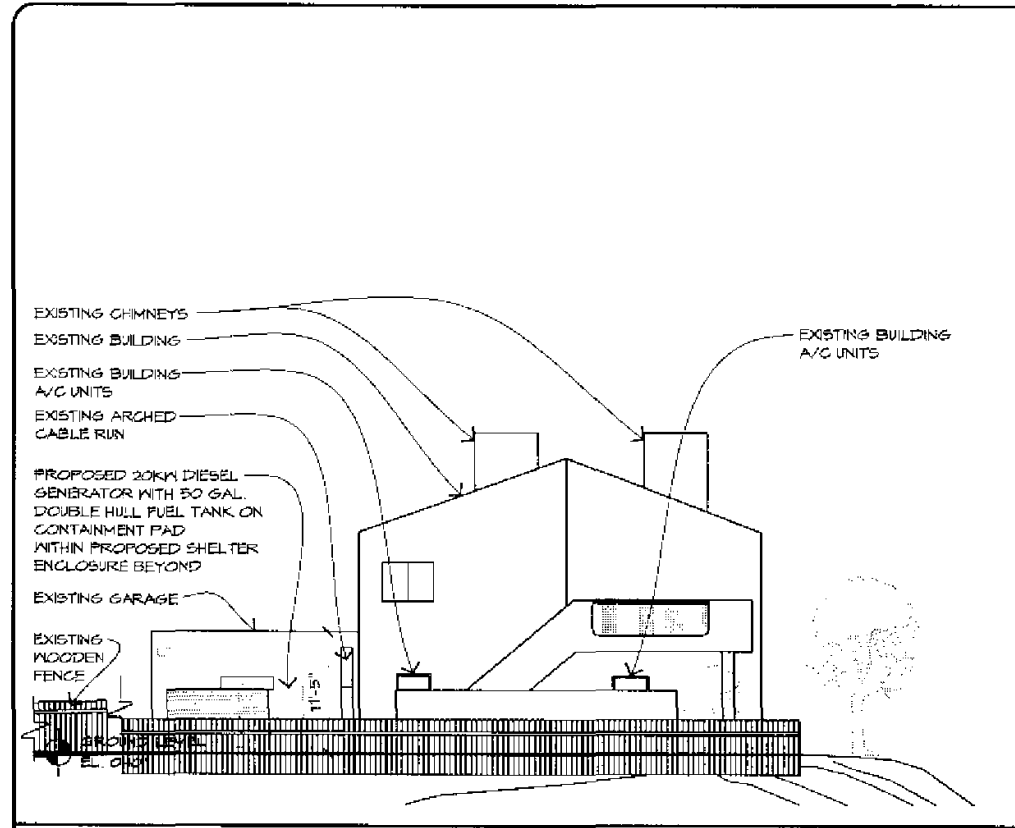 EXISTING CHIMNEYS
EXISTING BUILDING
EXISTING BUILDING
A/C UNITS
EXISTING ARCHED
CABLE RUN
PROPOSED 20KW DIESEL
GENERATOR WITH 50 GAL.
DOUBLE HULL FUEL TANK ON
CONTAINMENT PAD
WITHIN PROPOSED SHELTER
ENCLOSURE BEYOND
EXISTING GARAGE
EXISTING
WOODEN
FENCE
EXISTING BUILDING
A/C UNITS
11'-5"
GROUND LEVEL
EL.